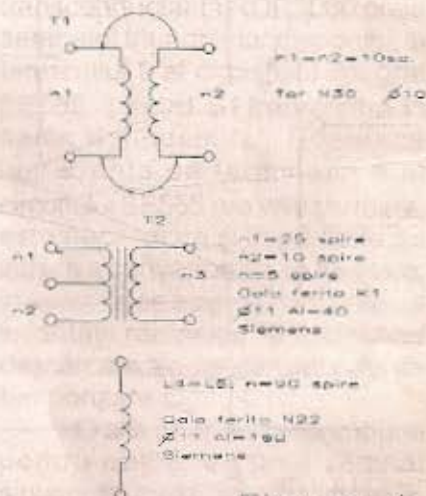 T1
n1 n2
n1=n2=10sp.
Tor N30 Ø10
T2
n1
n2
n3
n1=25 spire
n2=10 spire
n=5 spire
Oala ferita K1
Ø11 Al=40
Siemens
L4=L5; n=90 spire
Oala ferita N22
Ø11 Al=160
Siemens